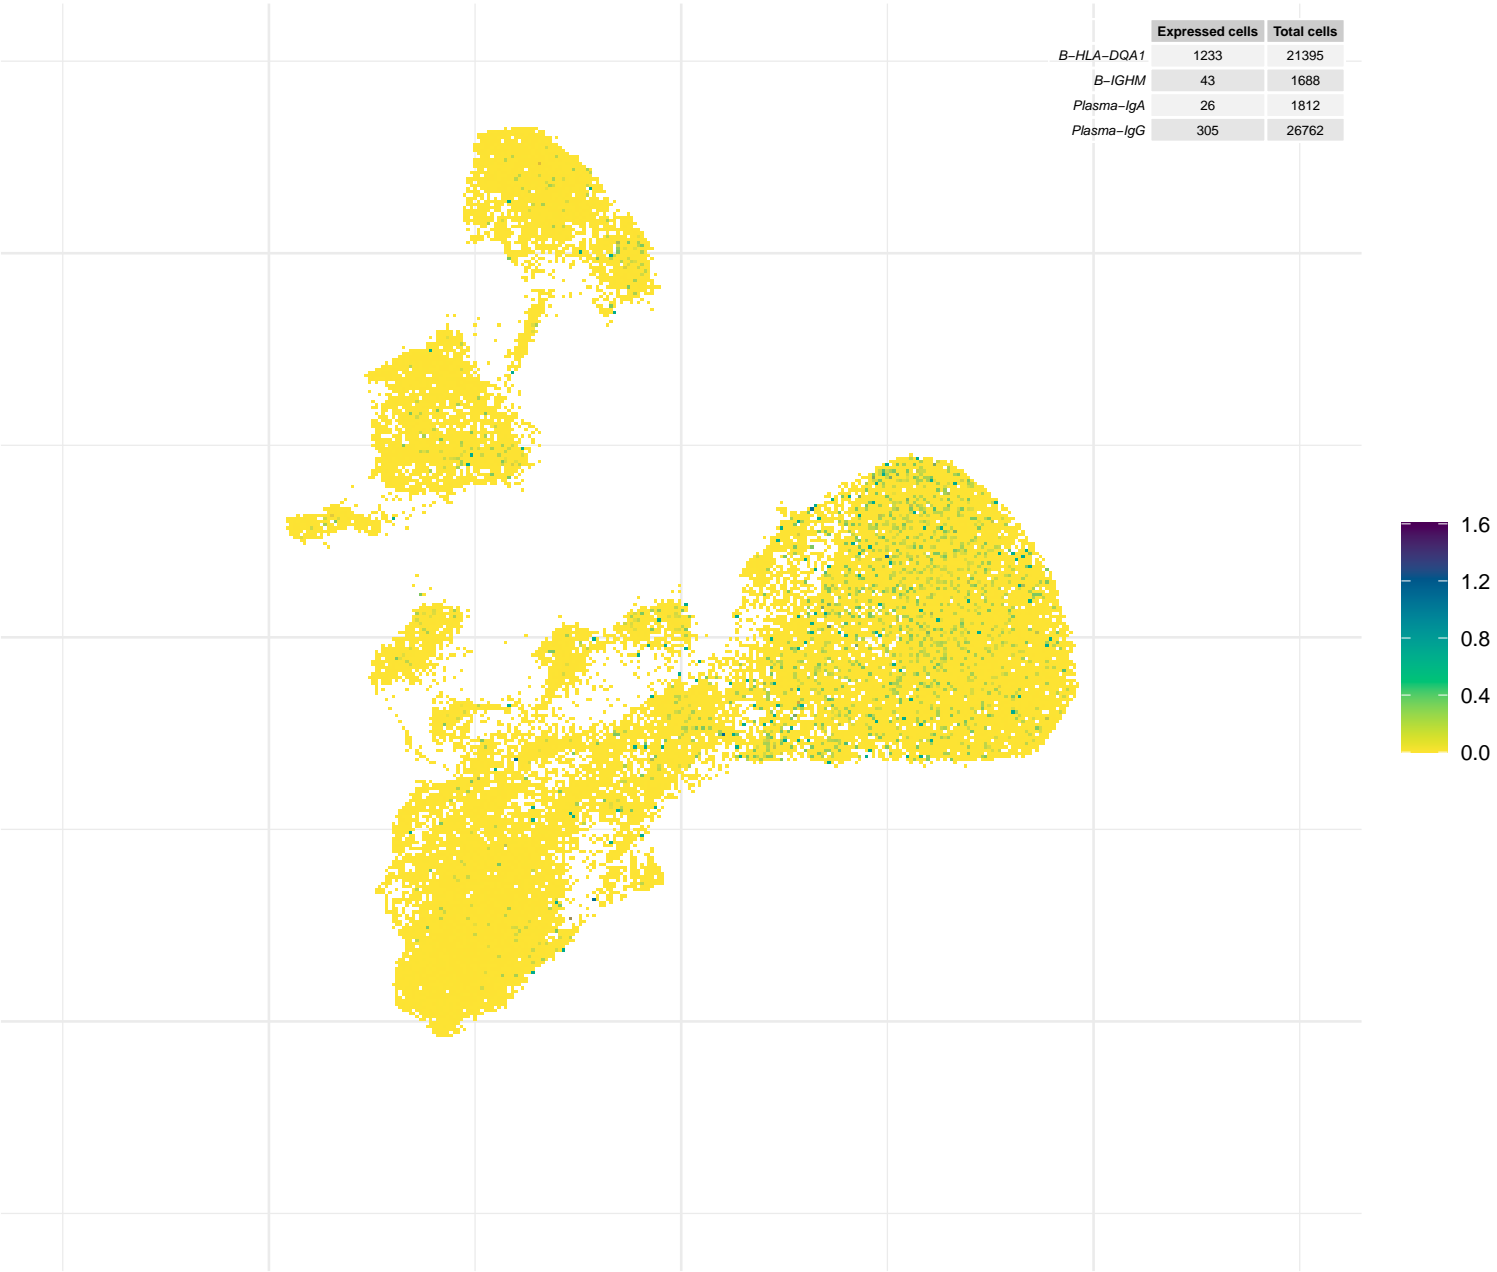 Expressed cells Total cells
B−HLA−DQA1 1233 21395
B−IGHM 43 1688
Plasma−IgA 26 1812
Plasma−IgG 305 26762
1.6
1.2
0.8
0.4
0.0